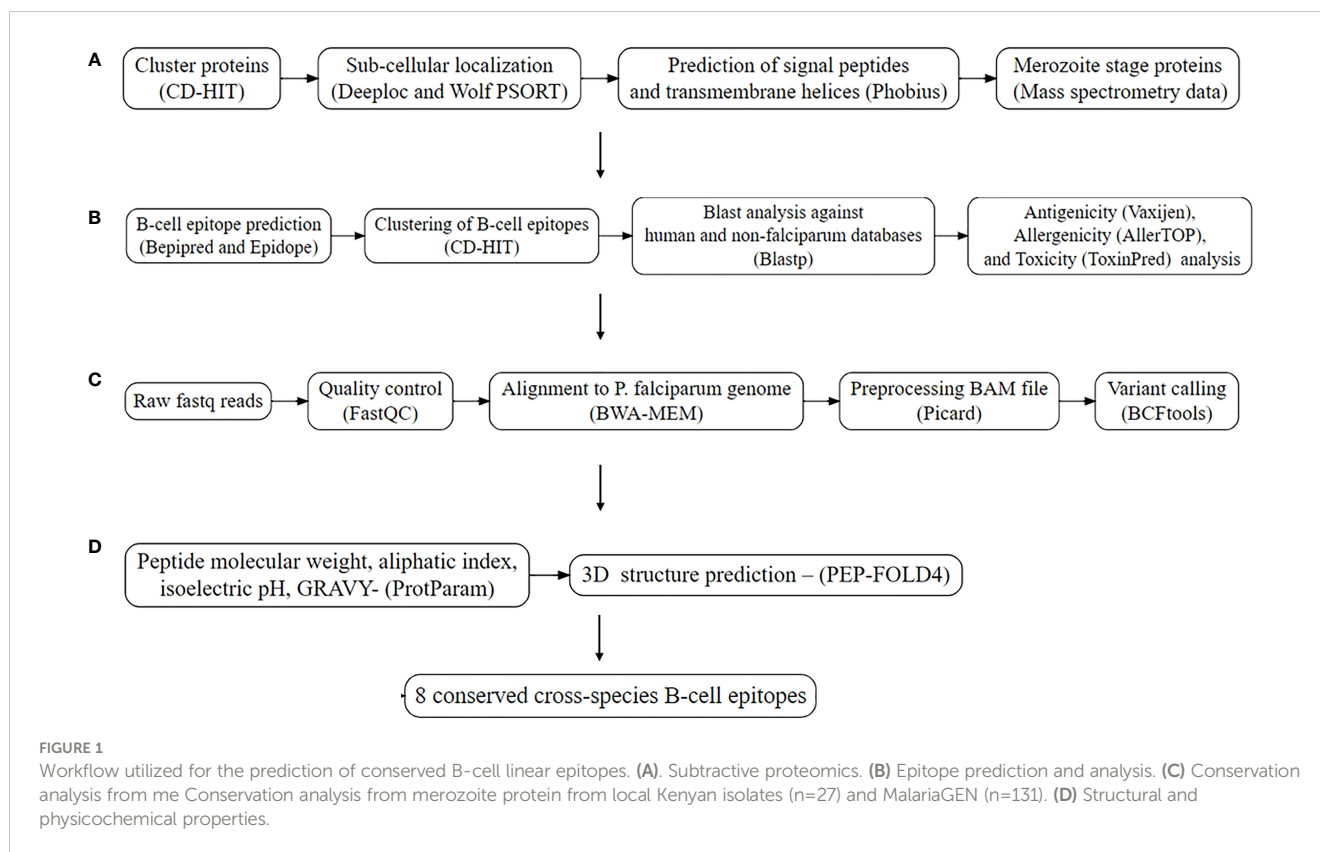 A
Cluster proteins
(CD-HIT)
Sub-cellular localization
(Deeploc and Wolf PSORT)
Prediction of signal peptides
and transmembrane helices (Phobius)
Merozoite stage proteins
(Mass spectrometry data)
B
B-cell epitope prediction
(Bepipred and Epidope)
Clustering of B-cell epitopes
(CD-HIT)
Blast analysis against
human and non-falciparum databases
(Blastp)
Antigenicity (Vaxijen),
Allergenicity (AllerTOP),
and Toxicity (ToxinPred) analysis
C
Raw fastq reads
Quality control
(FastQC)
Alignment to P. falciparum genome
(BWA-MEM)
Preprocessing BAM file
(Picard)
Variant calling
(BCFtools)
D
Peptide molecular weight, aliphatic index,
isoelectric pH, GRAVY- (ProtParam)
3D structure prediction – (PEP-FOLD4)
8 conserved cross-species B-cell epitopes
FIGURE 1
Workflow utilized for the prediction of conserved B-cell linear epitopes. (A). Subtractive proteomics. (B) Epitope prediction and analysis. (C) Conservation
analysis from me Conservation analysis from merozoite protein from local Kenyan isolates (n=27) and MalariaGEN (n=131). (D) Structural and
physicochemical properties.